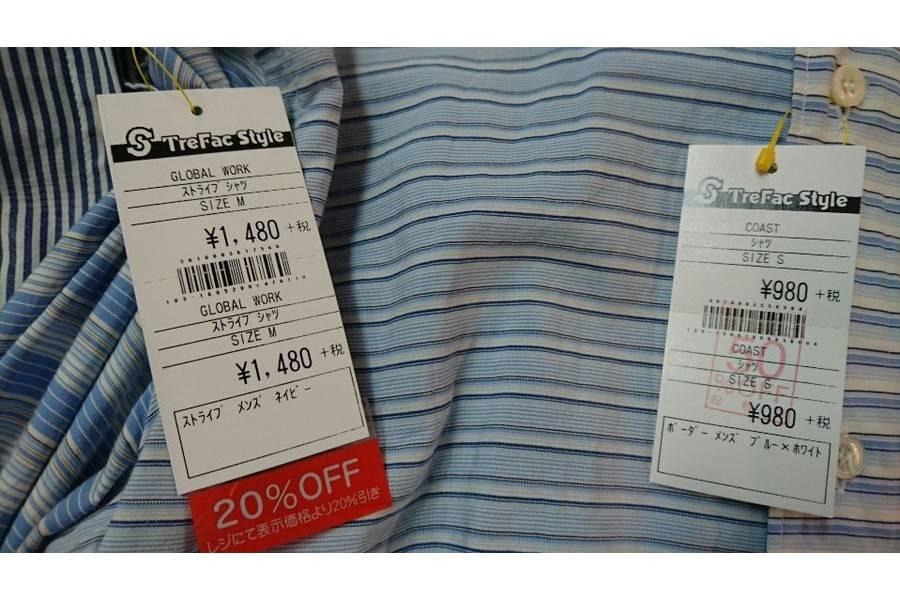 TreFac Style
GLOBAL WORK
ストライプ シャツ
SIZE M
¥1,480 +税
GLOBAL WORK
ストライプ シャツ
SIZE M
¥1,480 +税
ストライプ メンズ ネイビー
20%OFF
レジにて表示価格より20%引き
TreFac Style
COAST
シャツ
SIZE S
¥980 +税
COAST
シャツ
SIZE S
¥980 +税
ボーダー メンズ ブルー×ホワイト